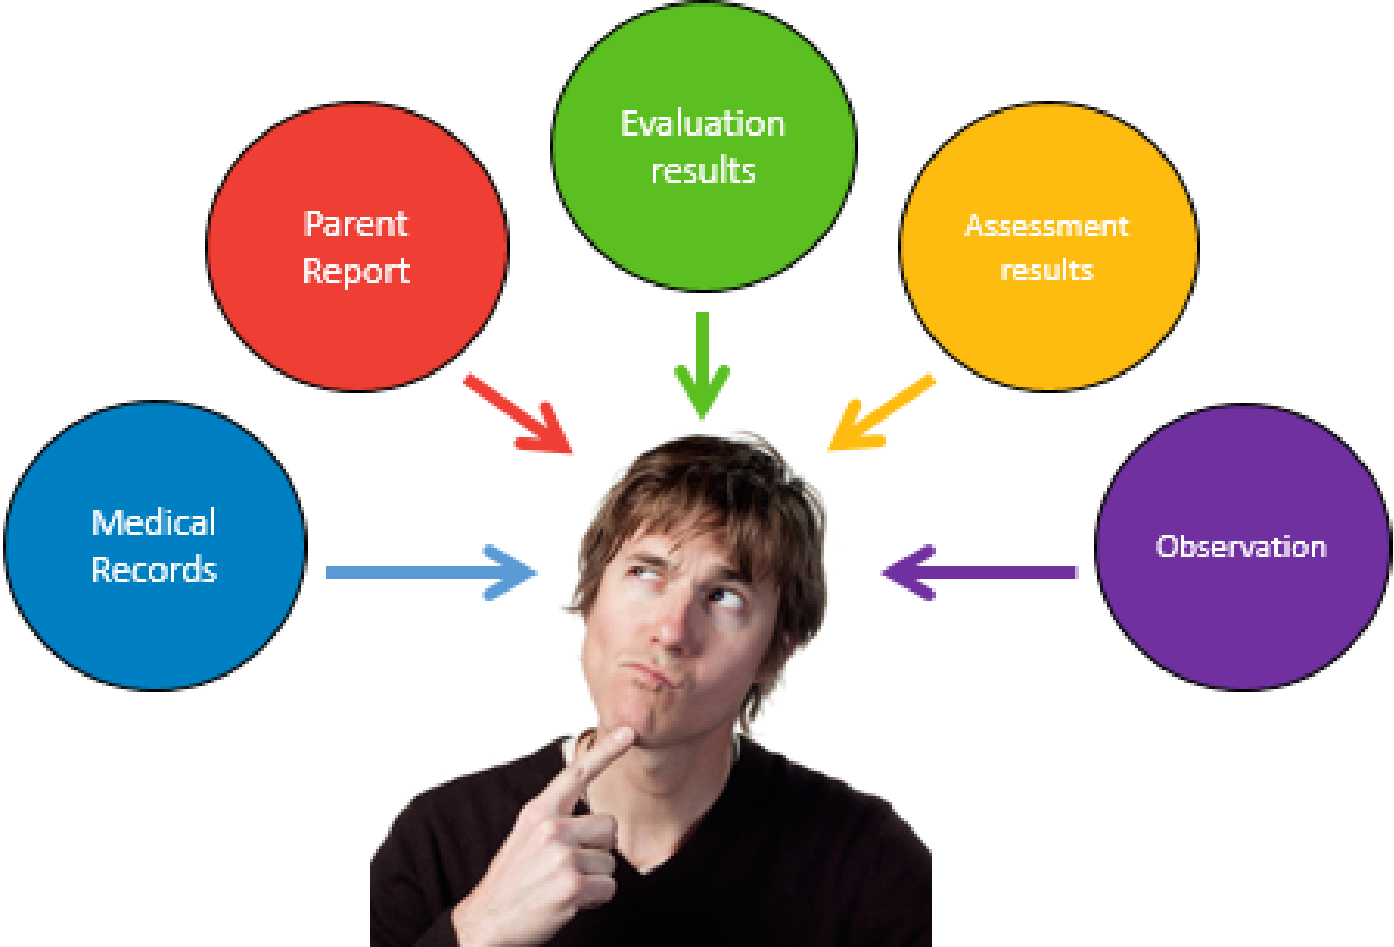 Evaluation
results
Parent
Report
Assessment
results
Medical
Records
Observation